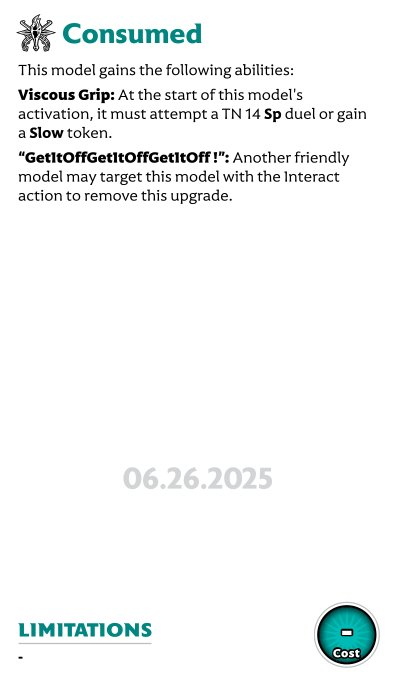 Consumed
This model gains the following abilities:
Viscous Grip: At the start of this model's
activation, it must attempt a TN 14 Sp duel or gain
a Slow token.
“GetItOffGetItOffGetItOff!”: Another friendly
model may target this model with the Interact
action to remove this upgrade.
06.26.2025
LIMITATIONS
-
-
Cost